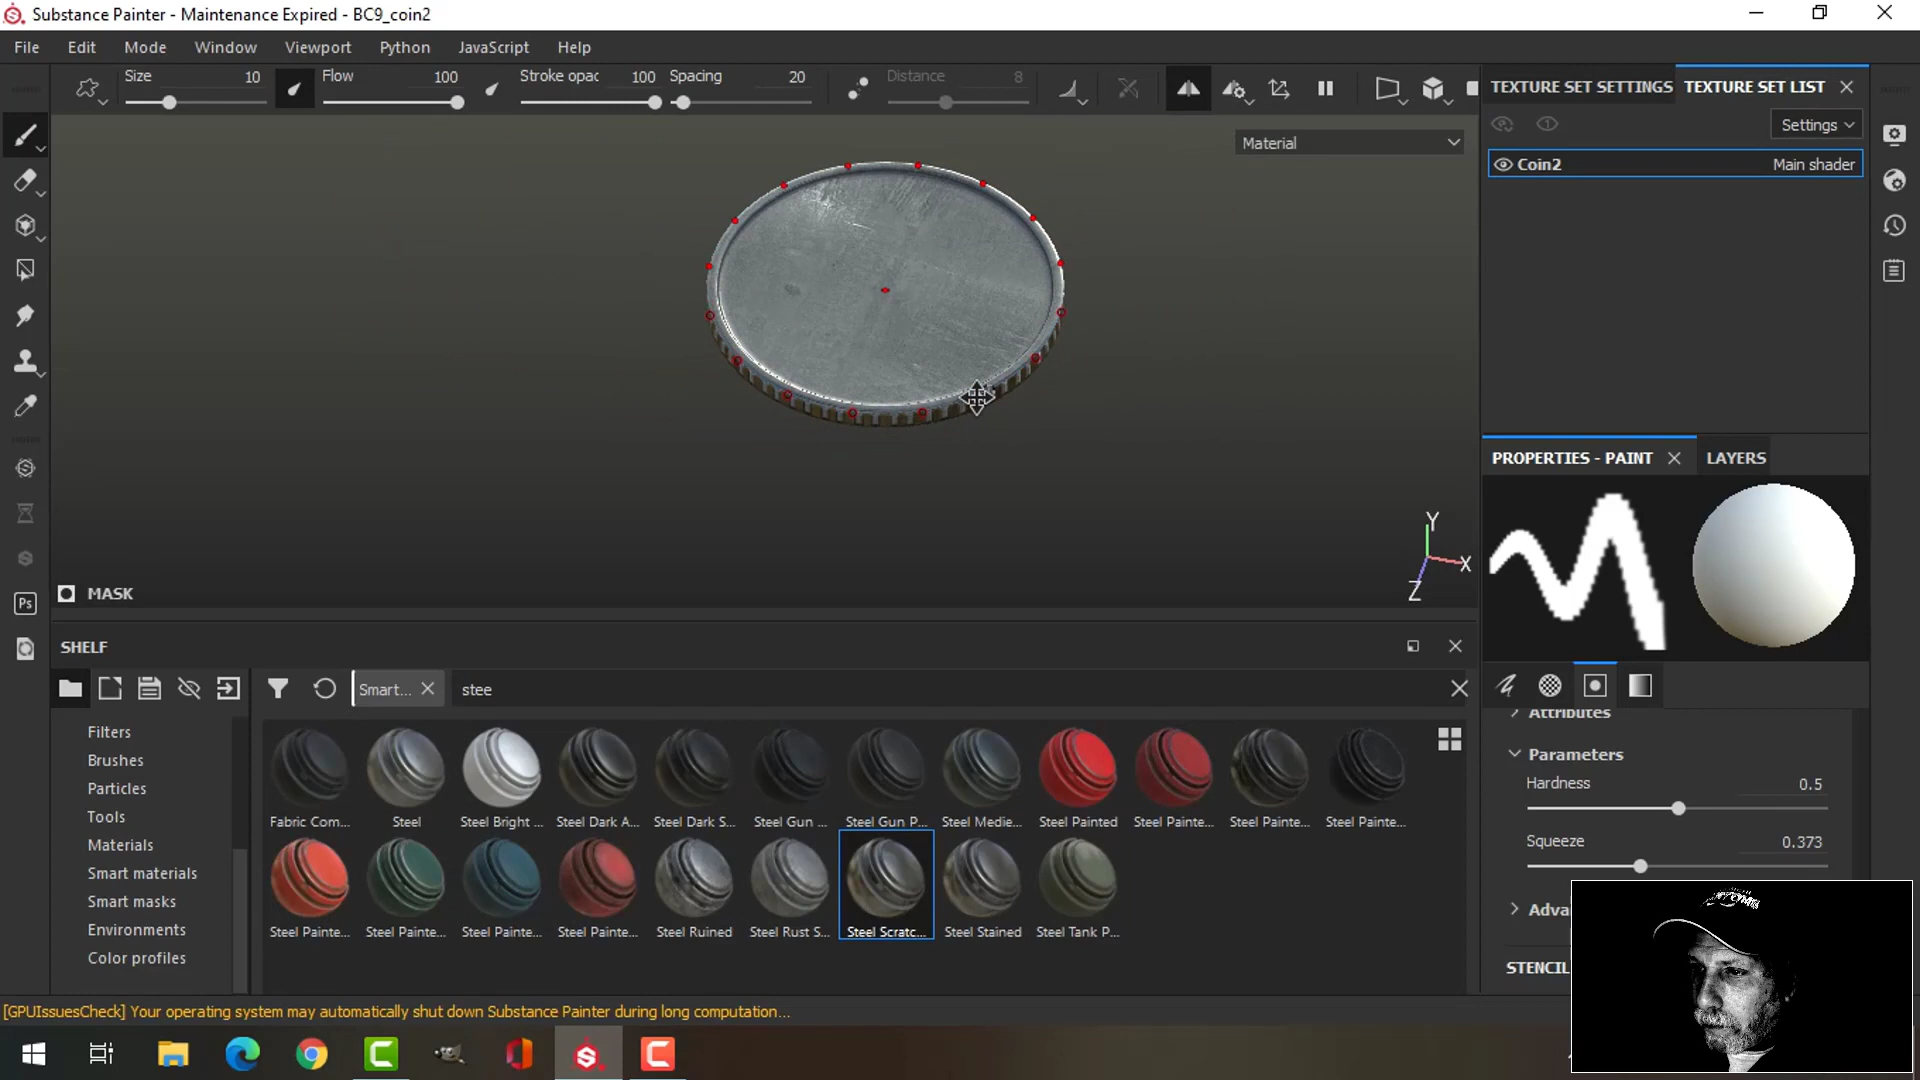 Substance Painter - Maintenance Expired - BC9_coin2
File Edit Mode Window Viewport Python JavaScript Help
Size 10 Flow 100 Stroke opac 100 Spacing 20 Distance 8
TEXTURE SET SETTINGS TEXTURE SET LIST
Material
Settings
Coin2 Main shader
PROPERTIES - PAINT LAYERS
Y
X
Z
MASK
Ps
SHELF
Smart... stee
Attributes
Parameters
Hardness 0.5
Squeeze 0.373
Adva
STENCIL
Filters
Brushes
Particles
Tools
Materials
Smart materials
Smart masks
Environments
Color profiles
Fabric Com... Steel Steel Bright ... Steel Dark A... Steel Dark S... Steel Gun ... Steel Gun P... Steel Medie... Steel Painted Steel Painte... Steel Painte... Steel Painte...
Steel Painte... Steel Painte... Steel Painte... Steel Painte... Steel Ruined Steel Rust S... Steel Scratc... Steel Stained Steel Tank P...
[GPUIssuesCheck] Your operating system may automatically shut down Substance Painter during long computation...